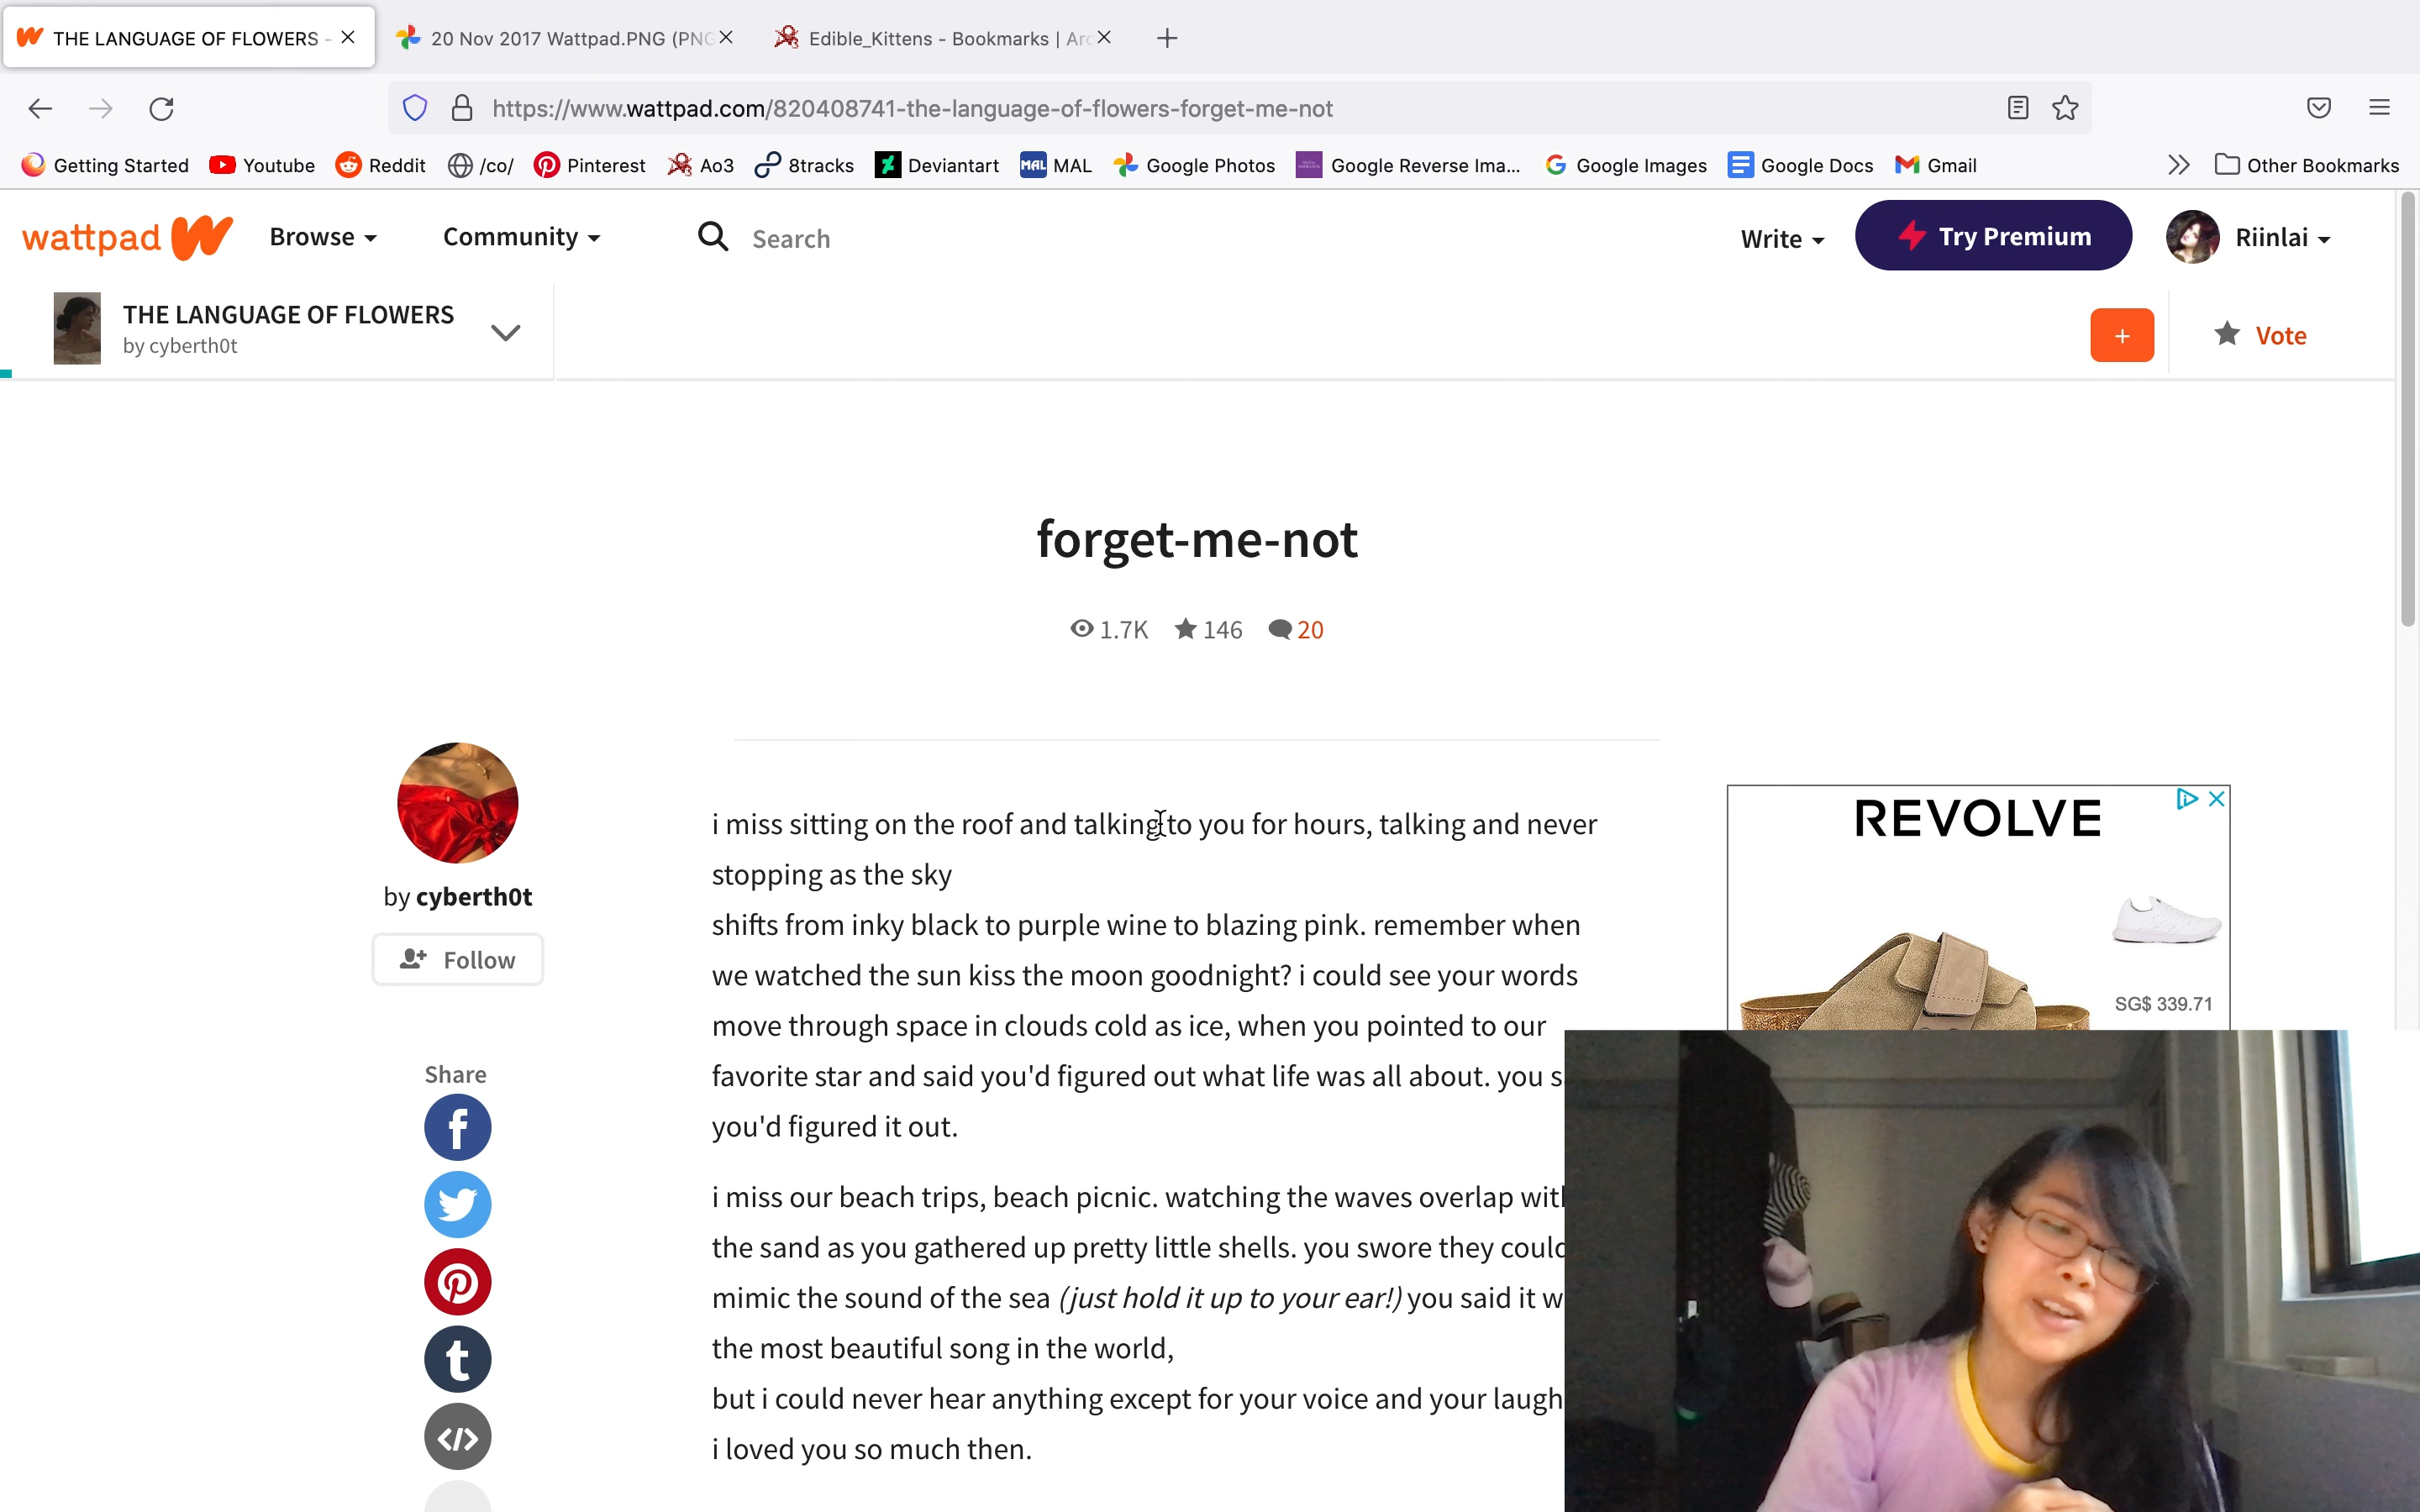 THE LANGUAGE OF FLOWERS -
20 Nov 2017 Wattpad.PNG (PNG
Edible_Kittens - Bookmarks | Arc
https://www.wattpad.com/820408741-the-language-of-flowers-forget-me-not
Getting Started Youtube Reddit /co/ Pinterest Ao3 8tracks Deviantart MAL MAL Google Photos Google Reverse Ima... Google Images Google Docs Gmail Other Bookmarks
wattpad Browse Community Search Write Try Premium Riinlai
THE LANGUAGE OF FLOWERS
by cyberth0t
+ Vote
forget-me-not
1.7K 146 20
i miss sitting on the roof and talking to you for hours, talking and never
stopping as the sky
shifts from inky black to purple wine to blazing pink. remember when
we watched the sun kiss the moon goodnight? i could see your words
move through space in clouds cold as ice, when you pointed to our
favorite star and said you'd figured out what life was all about. you s
you'd figured it out.
i miss our beach trips, beach picnic. watching the waves overlap with
the sand as you gathered up pretty little shells. you swore they could
mimic the sound of the sea (just hold it up to your ear!) you said it w
the most beautiful song in the world,
but i could never hear anything except for your voice and your laugh
i loved you so much then.
by cyberth0t
Follow
Share
REVOLVE
SG$ 339.71